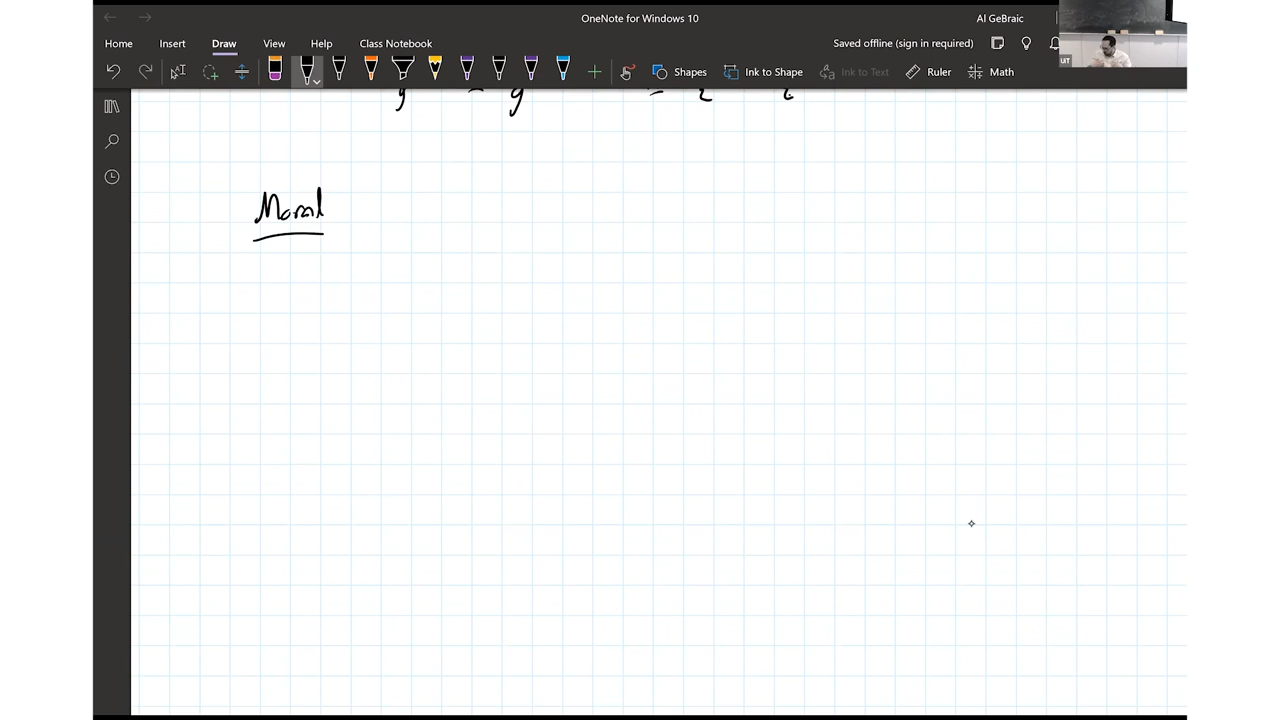 OneNote for Windows 10
Al GeBraic
Home Insert Draw View Help Class Notebook
Saved offline (sign in required)
Shapes Ink to Shape Ink to Text Ruler Math
UiT
Moral